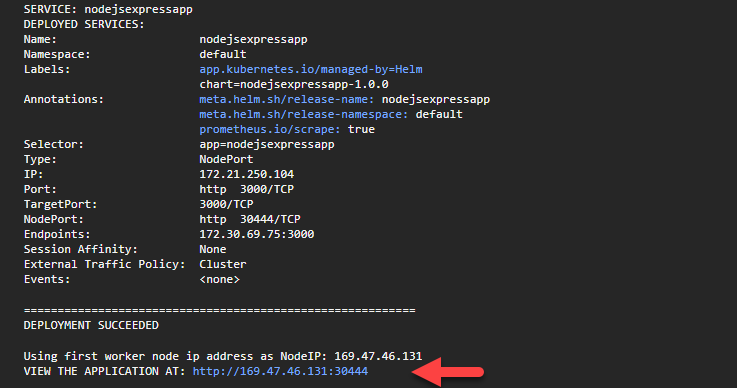 SERVICE: nodejsexpressapp
DEPLOYED SERVICES:
Name: nodejsexpressapp
Namespace: default
Labels: app.kubernetes.io/managed-by=Helm
chart=nodejsexpressapp-1.0.0
Annotations: meta.helm.sh/release-name: nodejsexpressapp
meta.helm.sh/release-namespace: default
prometheus.io/scrape: true
Selector: app=nodejsexpressapp
Type: NodePort
IP: 172.21.250.104
Port: http 3000/TCP
TargetPort: 3000/TCP
NodePort: http 30444/TCP
Endpoints: 172.30.69.75:3000
Session Affinity: None
External Traffic Policy: Cluster
Events: <none>
==========================================================
DEPLOYMENT SUCCEEDED
Using first worker node ip address as NodeIP: 169.47.46.131
VIEW THE APPLICATION AT: http://169.47.46.131:30444